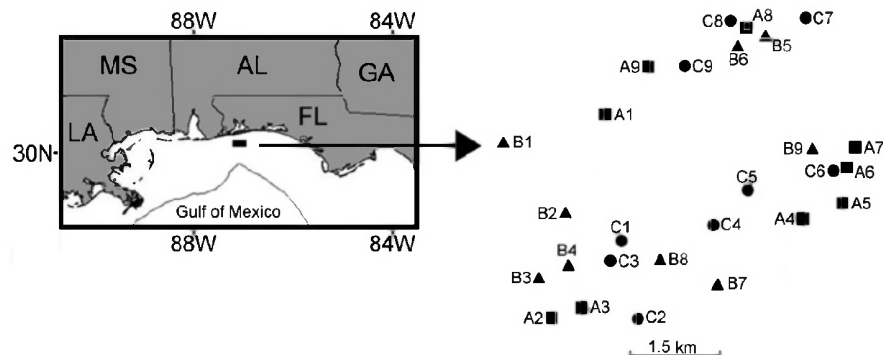 88W
84W
MS
AL
GA
LA
FL
30N
Gulf of Mexico
88W
84W
C8
A8
C7
B5
B6
A9
C9
A1
B1
B9
A7
C6
A6
C5
A5
B2
C1
C4
A4
B4
C3
B8
B3
B7
A2
A3
C2
1.5 km